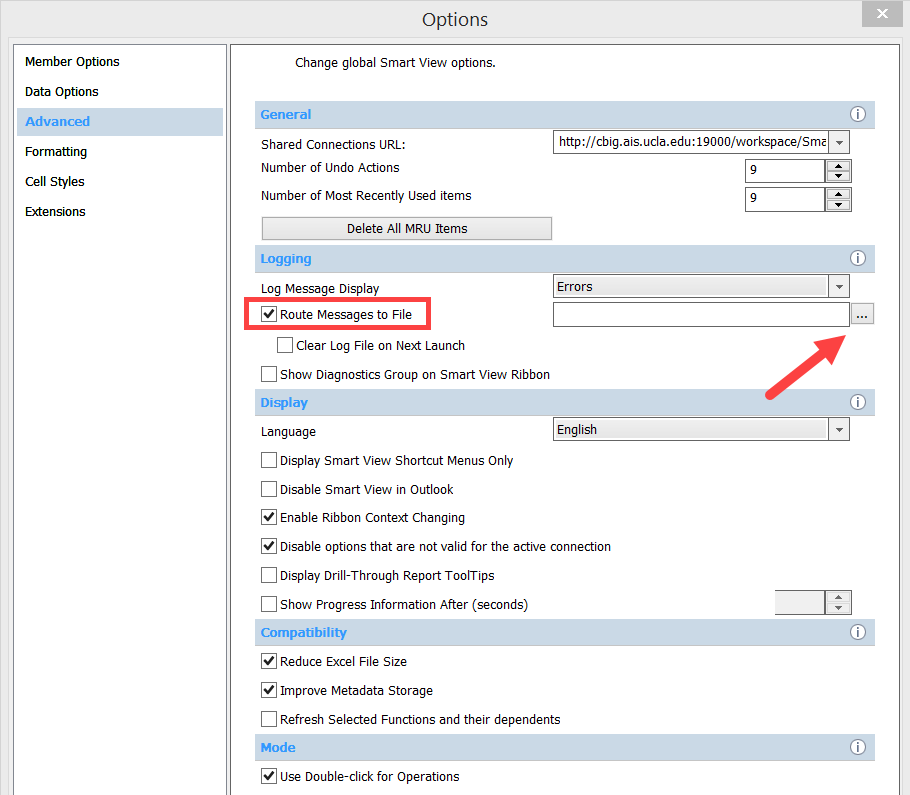 Options
Member Options
Data Options
Advanced
Formatting
Cell Styles
Extensions
Change global Smart View options.
General
Shared Connections URL:
http://cbig.ais.ucla.edu:19000/workspace/Sma
Number of Undo Actions
9
Number of Most Recently Used items
9
Delete All MRU Items
Logging
Log Message Display
Errors
Route Messages to File
...
Clear Log File on Next Launch
Show Diagnostics Group on Smart View Ribbon
Display
Language
English
Display Smart View Shortcut Menus Only
Disable Smart View in Outlook
Enable Ribbon Context Changing
Disable options that are not valid for the active connection
Display Drill-Through Report ToolTips
Show Progress Information After (seconds)
Compatibility
Reduce Excel File Size
Improve Metadata Storage
Refresh Selected Functions and their dependents
Mode
Use Double-click for Operations